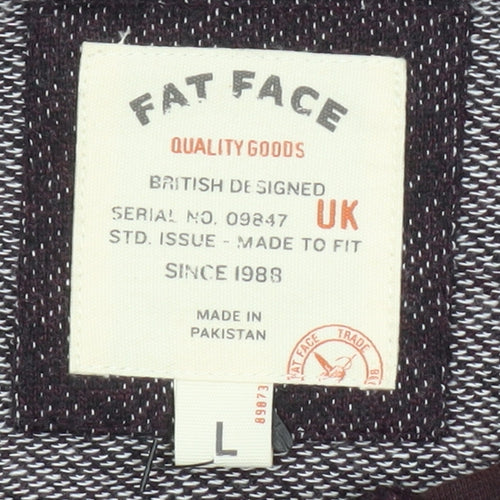 FAT FACE
QUALITY GOODS
BRITISH DESIGNED
SERIAL NO. 09847 UK
STD. ISSUE - MADE TO FIT
SINCE 1988
MADE IN
PAKISTAN
FAT FACE TRADE
L
89873